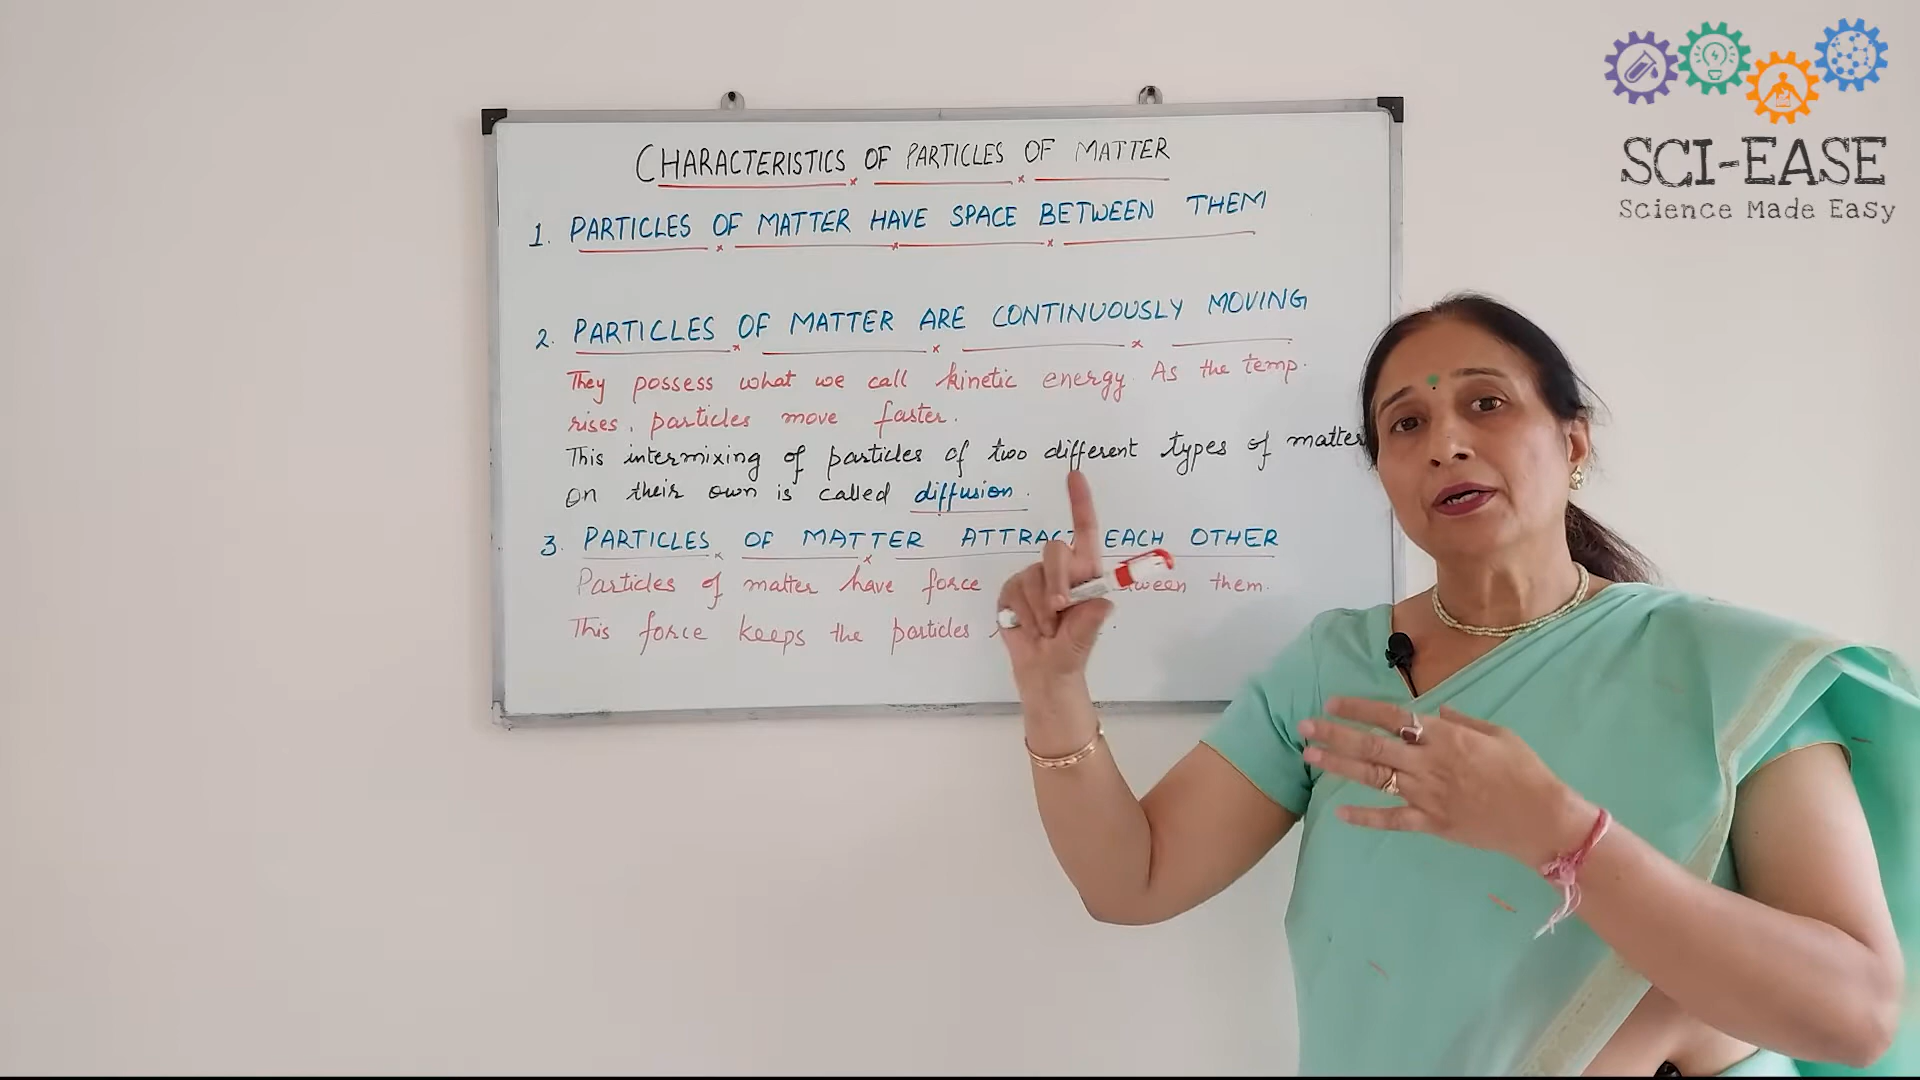 CHARACTERISTICS OF PARTICLES OF MATTER
1. PARTICLES OF MATTER HAVE SPACE BETWEEN THEM
2. PARTICLES OF MATTER ARE CONTINUOUSLY MOVING
They possess what we call kinetic energy. As the temp.
rises, particles move faster.
This intermixing of particles of two different types of matter
on their own is called diffusion.
3. PARTICLES OF MATTER ATTRACT EACH OTHER
Particles of matter have force them.
This force keeps the particles
SCI-EASE
Science Made Easy